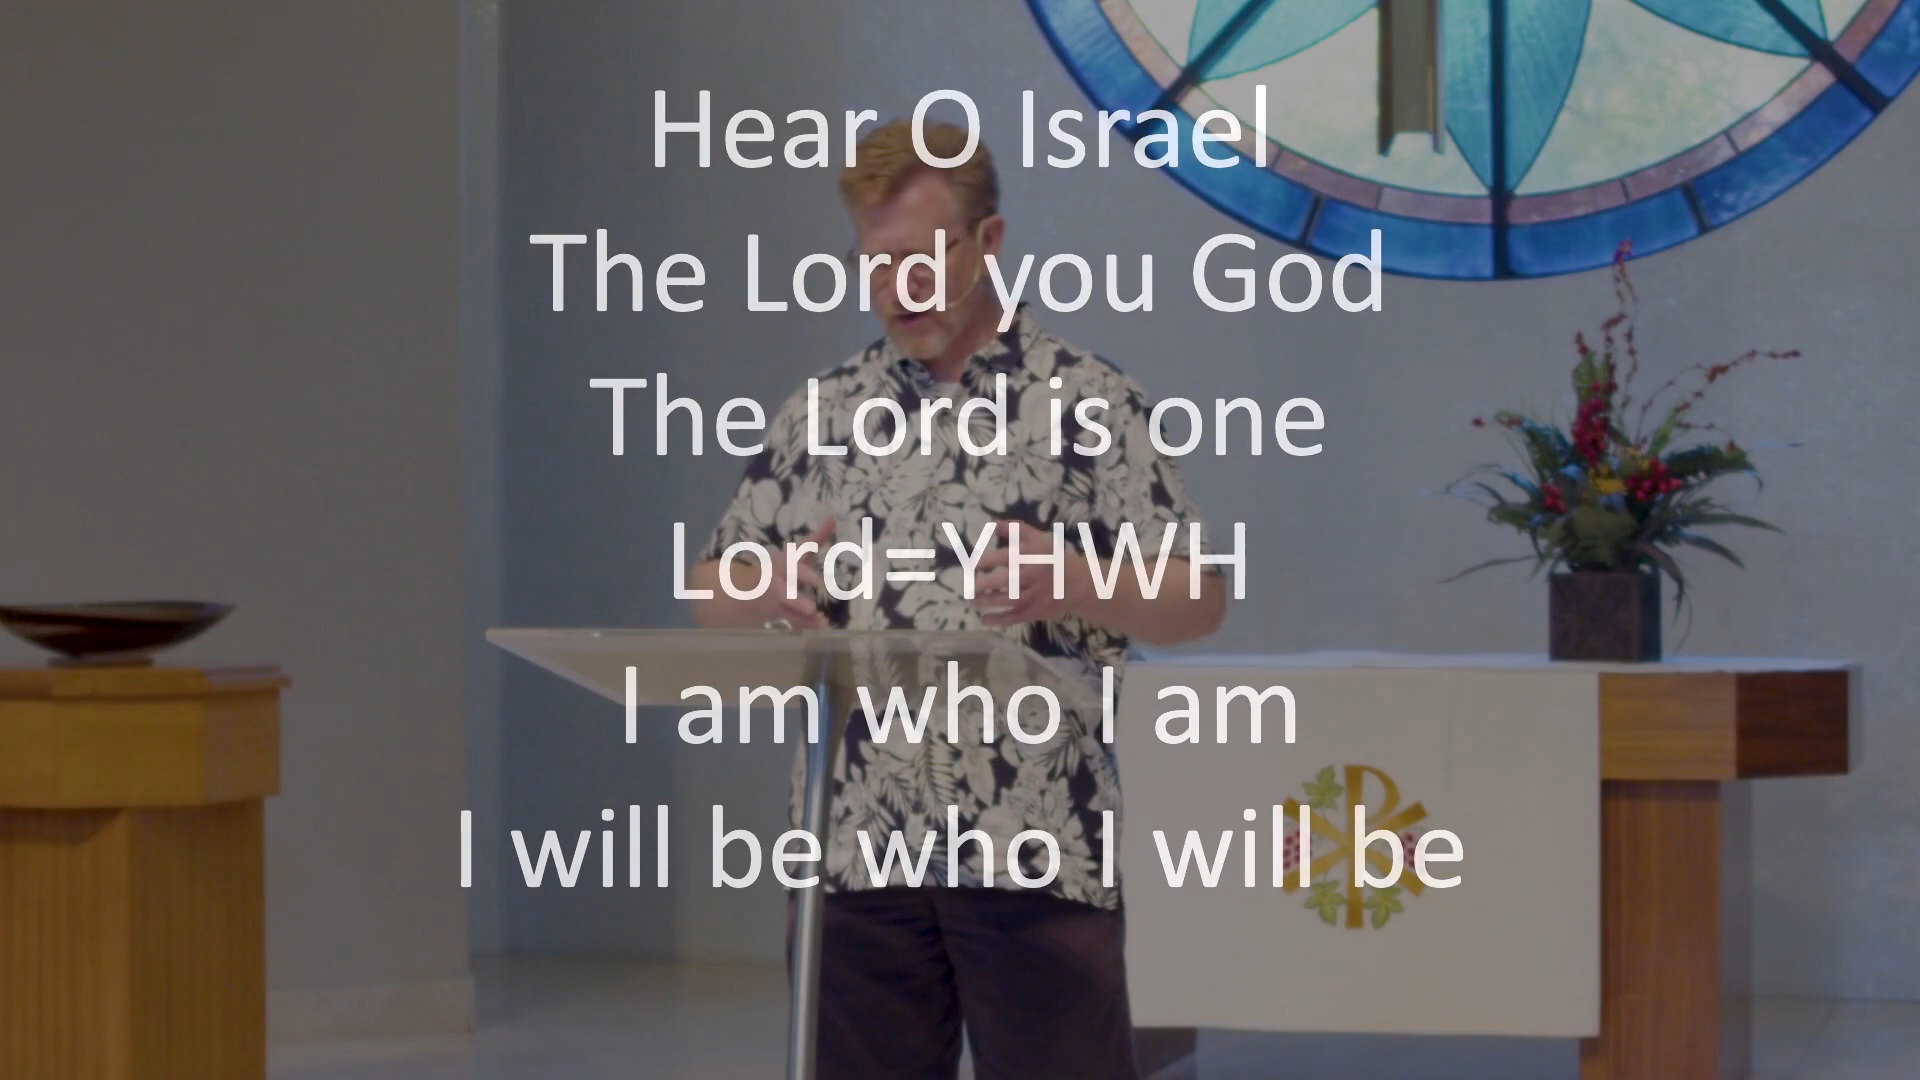 Hear O Israel
The Lord you God
The Lord is one
Lord=YHWH
I am who I am
I will be who I will be